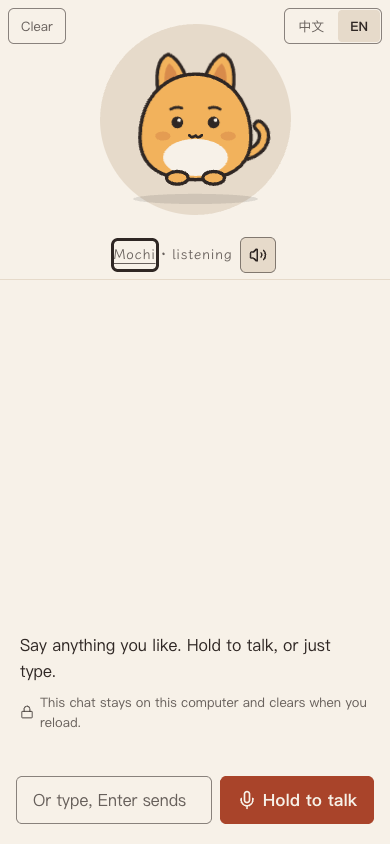 Clear
中文 EN
Mochi · listening
Say anything you like. Hold to talk, or just
type.
This chat stays on this computer and clears when you
reload.
Or type, Enter sends
Hold to talk